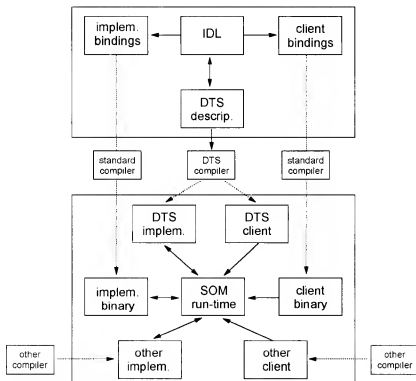 implem.
bindings
IDL
client
bindings
DTS
descrip.
standard
compiler
DTS
compiler
standard
compiler
DTS
implem.
DTS
client
implem.
binary
SOM
run-time
client
binary
other
compiler
other
implem.
other
client
other
compiler